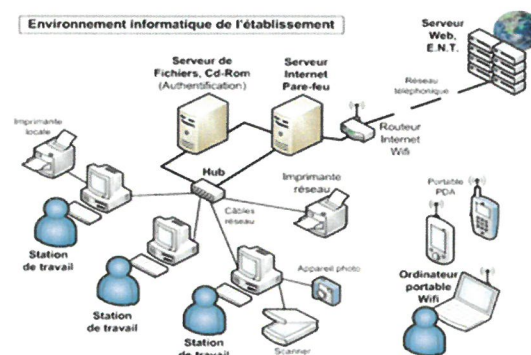 Environnement informatique de l'établissement
Serveur
Web,
E.N.T.
Serveur de
Fichiers, Cd-Rom
(Authentification)
Serveur
Internet
Pare-feu
Réseau
téléphonique
Routeur
Internet
Wifi
Imprimante
locale
Hub
Imprimante
réseau
Câbles
réseau
Portable
PDA
Station
de travail
Station
de travail
Station
de travail
Appareil photo
Scanner
Ordinateur
portable
Wifi